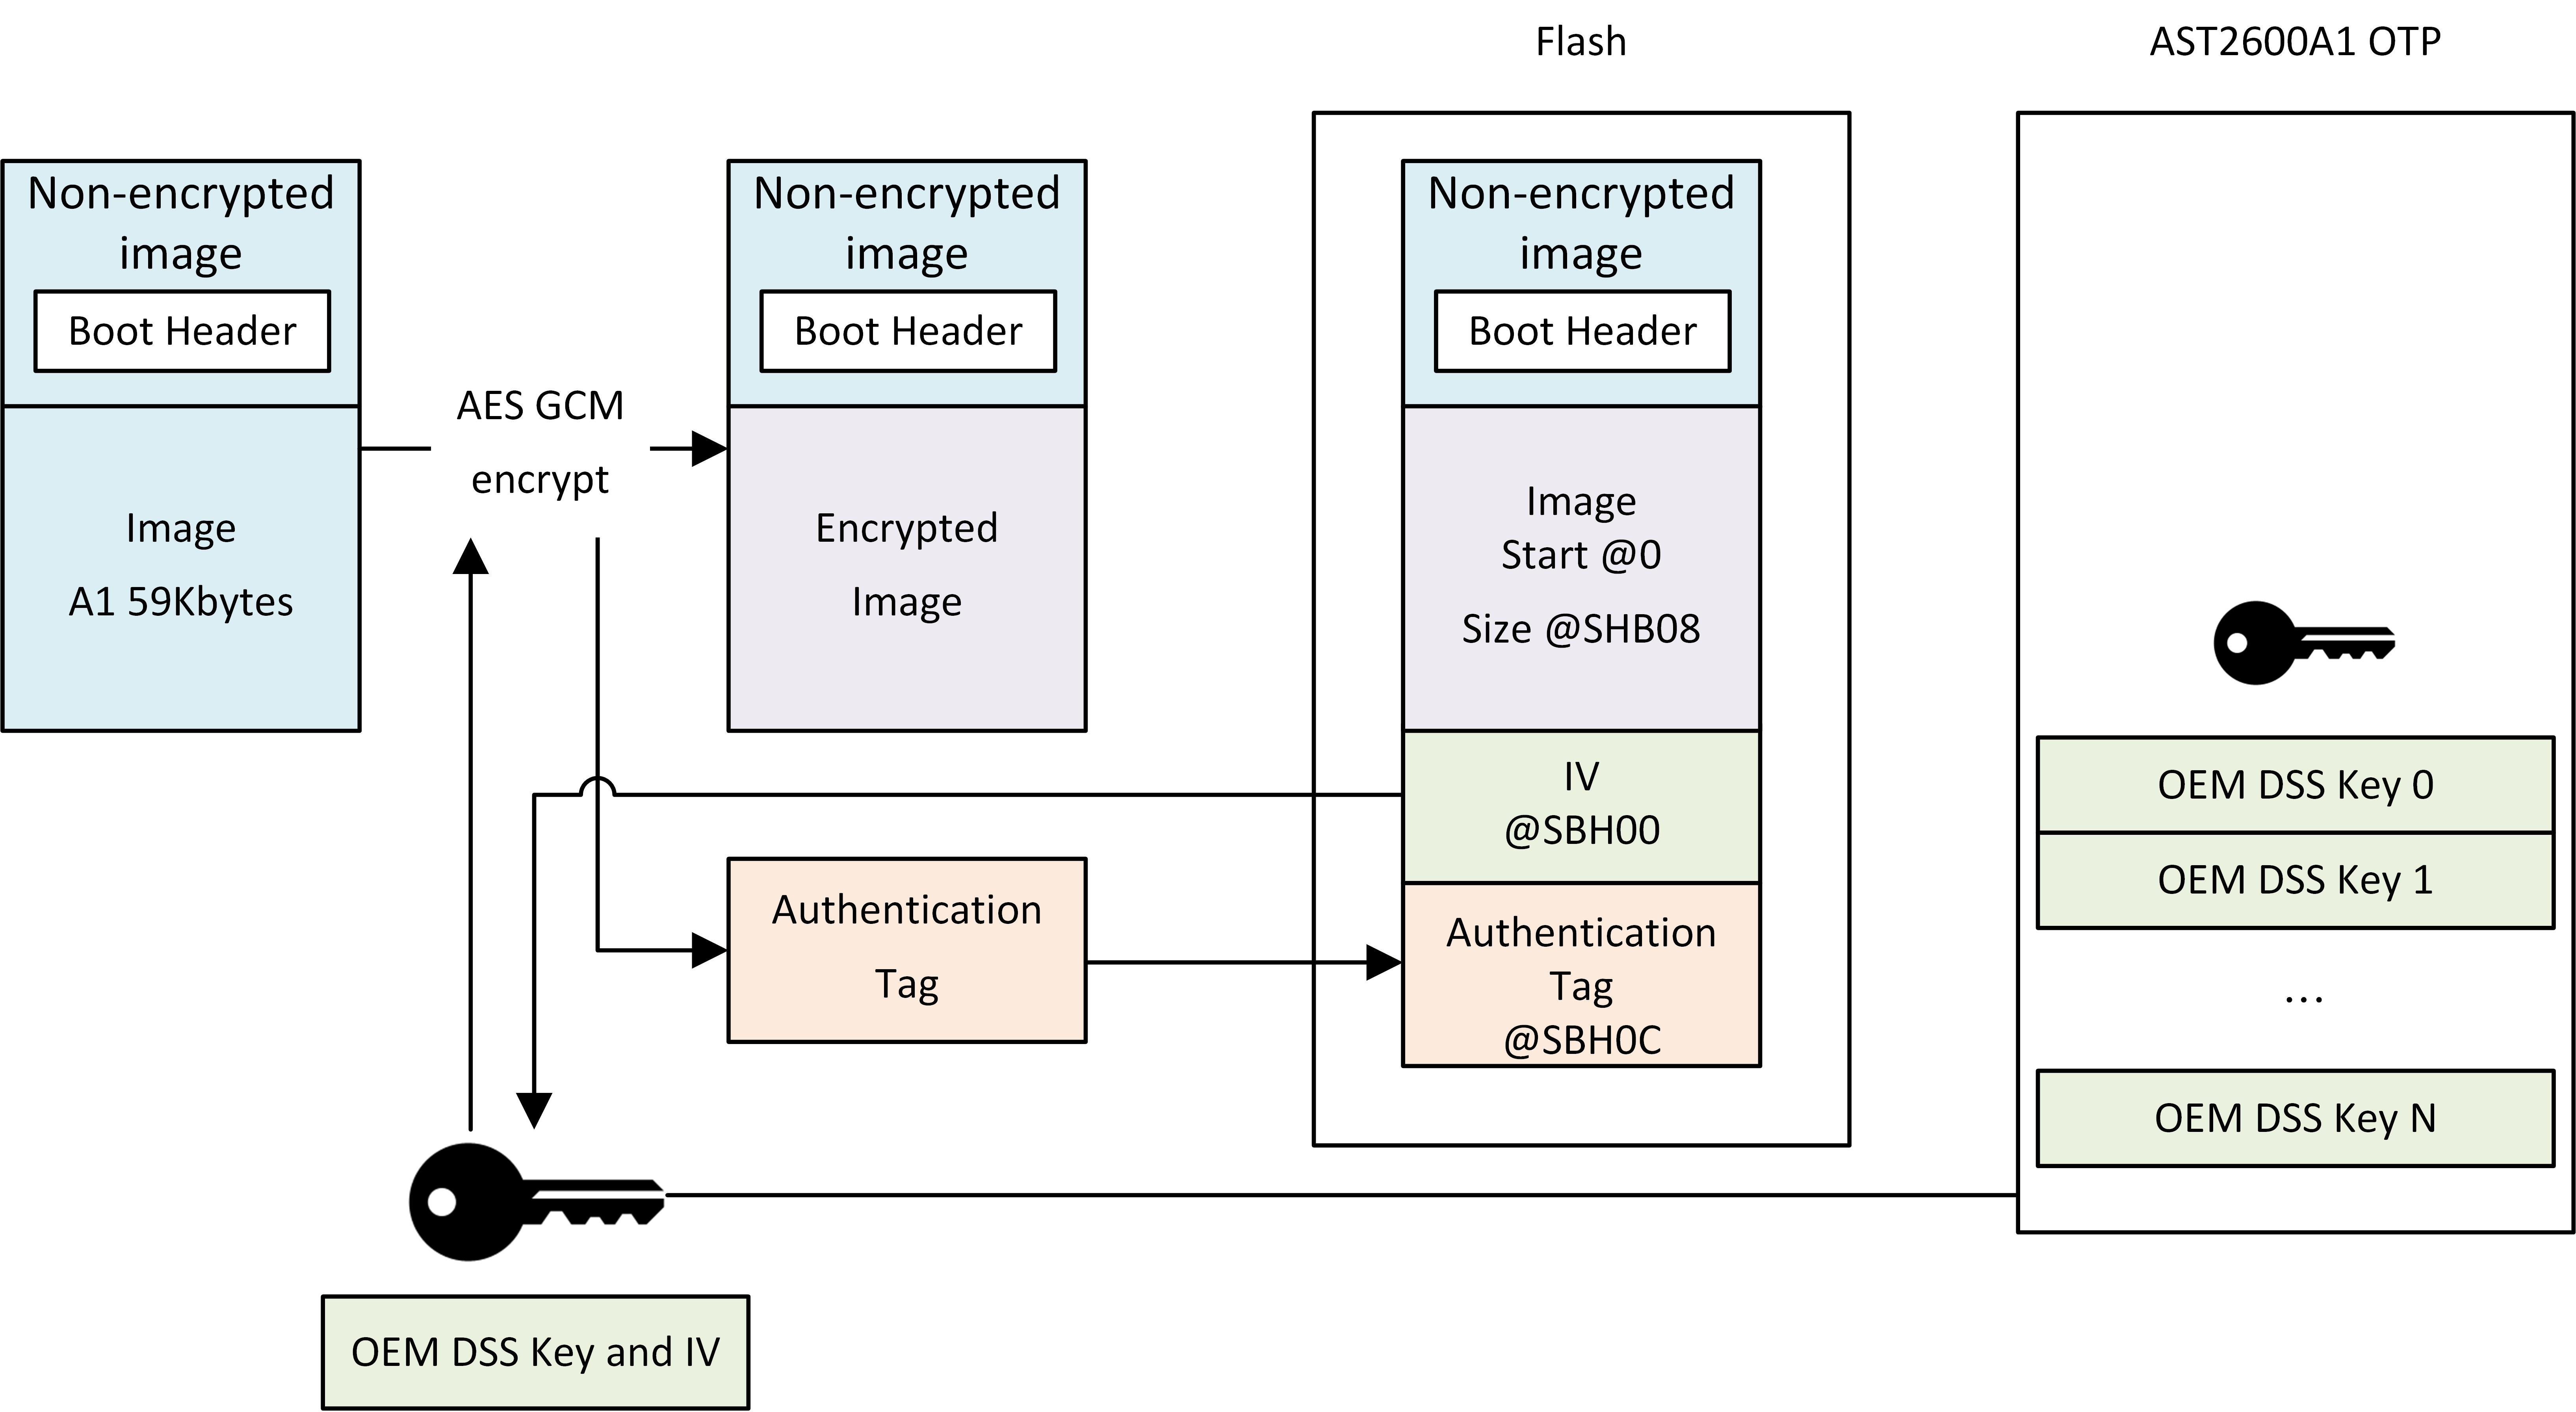 Flash
AST2600A1 OTP
Non-encrypted
image
Boot Header
Image
A1 59Kbytes
AES GCM
encrypt
Non-encrypted
image
Boot Header
Encrypted
Image
Authentication
Tag
Non-encrypted
image
Boot Header
Image
Start @0
Size @SHB08
IV
@SBH00
Authentication
Tag
@SBH0C
OEM DSS Key 0
OEM DSS Key 1
...
OEM DSS Key N
OEM DSS Key and IV